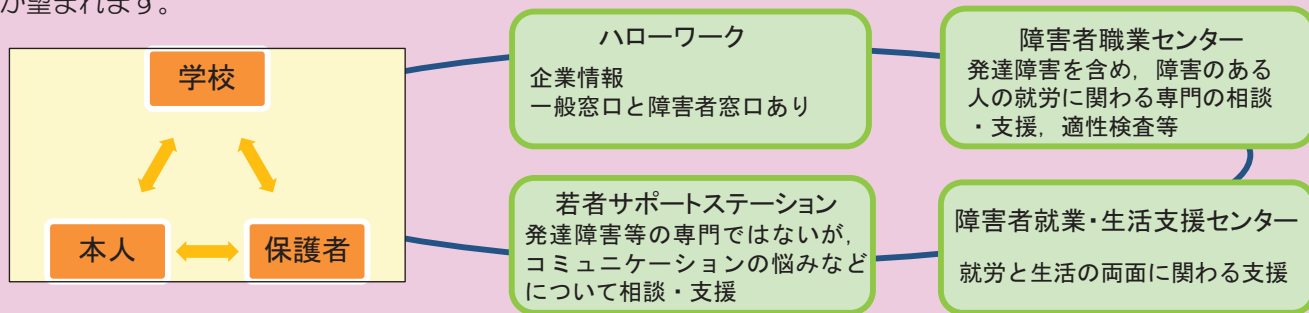 が望まれます。
学校
本人
保護者
ハローワーク
企業情報
一般窓口と障害者窓口あり
障害者職業センター
発達障害を含め，障害のある
人の就労に関わる専門の相談
・支援，適性検査等
若者サポートステーション
発達障害等の専門ではないが，
コミュニケーションの悩みなど
について相談・支援
障害者就業・生活支援センター
就労と生活の両面に関わる支援